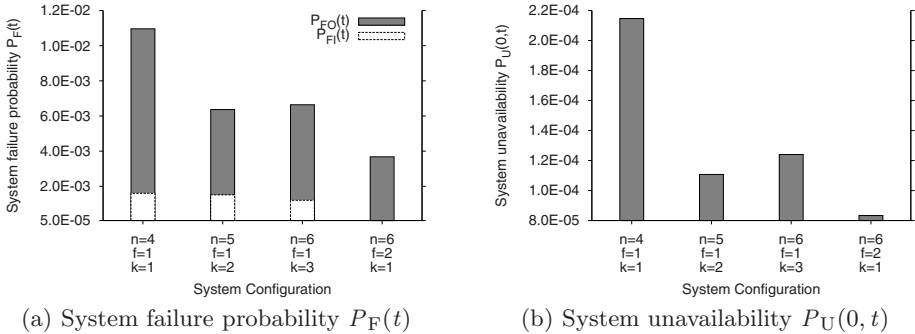 System failure probability P_F(t)
1.2E-02
1.0E-02
8.0E-03
6.0E-03
4.0E-03
2.0E-03
5.0E-05
P_FO(t)
P_FI(t)
n=4 n=5 n=6 n=6
f=1 f=1 f=1 f=2
k=1 k=2 k=3 k=1
System Configuration
(a) System failure probability P_F(t)
System unavailability P_U(0,t)
2.2E-04
2.0E-04
1.8E-04
1.6E-04
1.4E-04
1.2E-04
1.0E-04
8.0E-05
n=4 n=5 n=6 n=6
f=1 f=1 f=1 f=2
k=1 k=2 k=3 k=1
System Configuration
(b) System unavailability P_U(0, t)